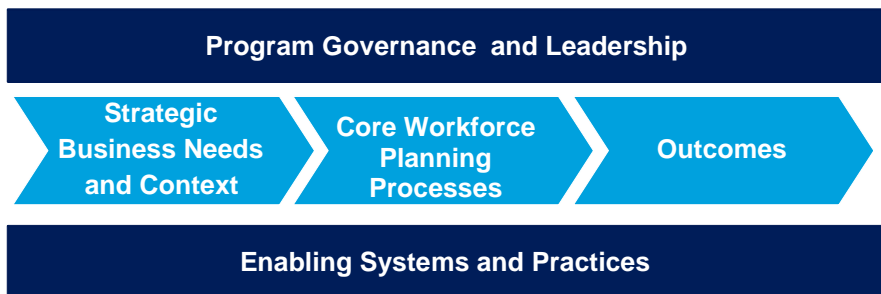 Program Governance and Leadership
Strategic
Business Needs
and Context
Core Workforce
Planning
Processes
Outcomes
Enabling Systems and Practices